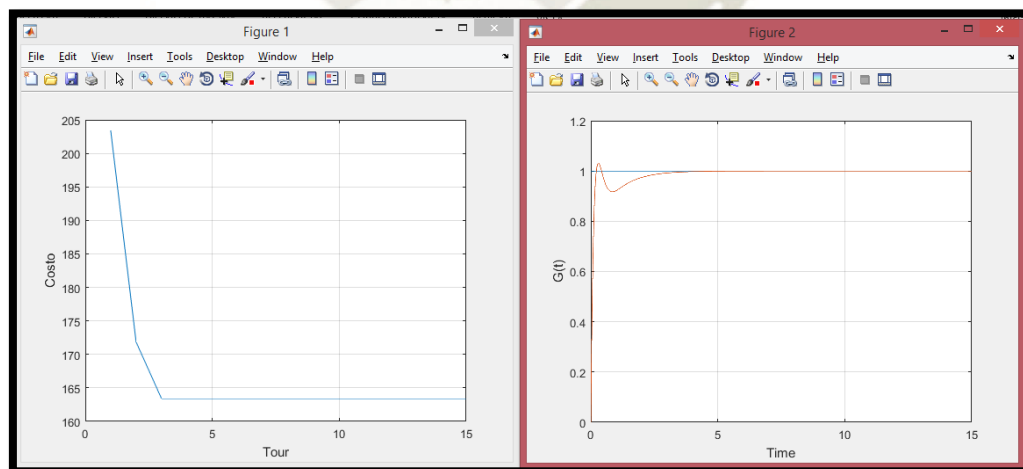 Figure 1
File Edit View Insert Tools Desktop Window Help
205
200
195
190
185
180
175
170
165
160
Costo
0 5 10 15
Tour
Figure 2
File Edit View Insert Tools Desktop Window Help
1.2
1
0.8
0.6
0.4
0.2
0
G(t)
0 5 10 15
Time